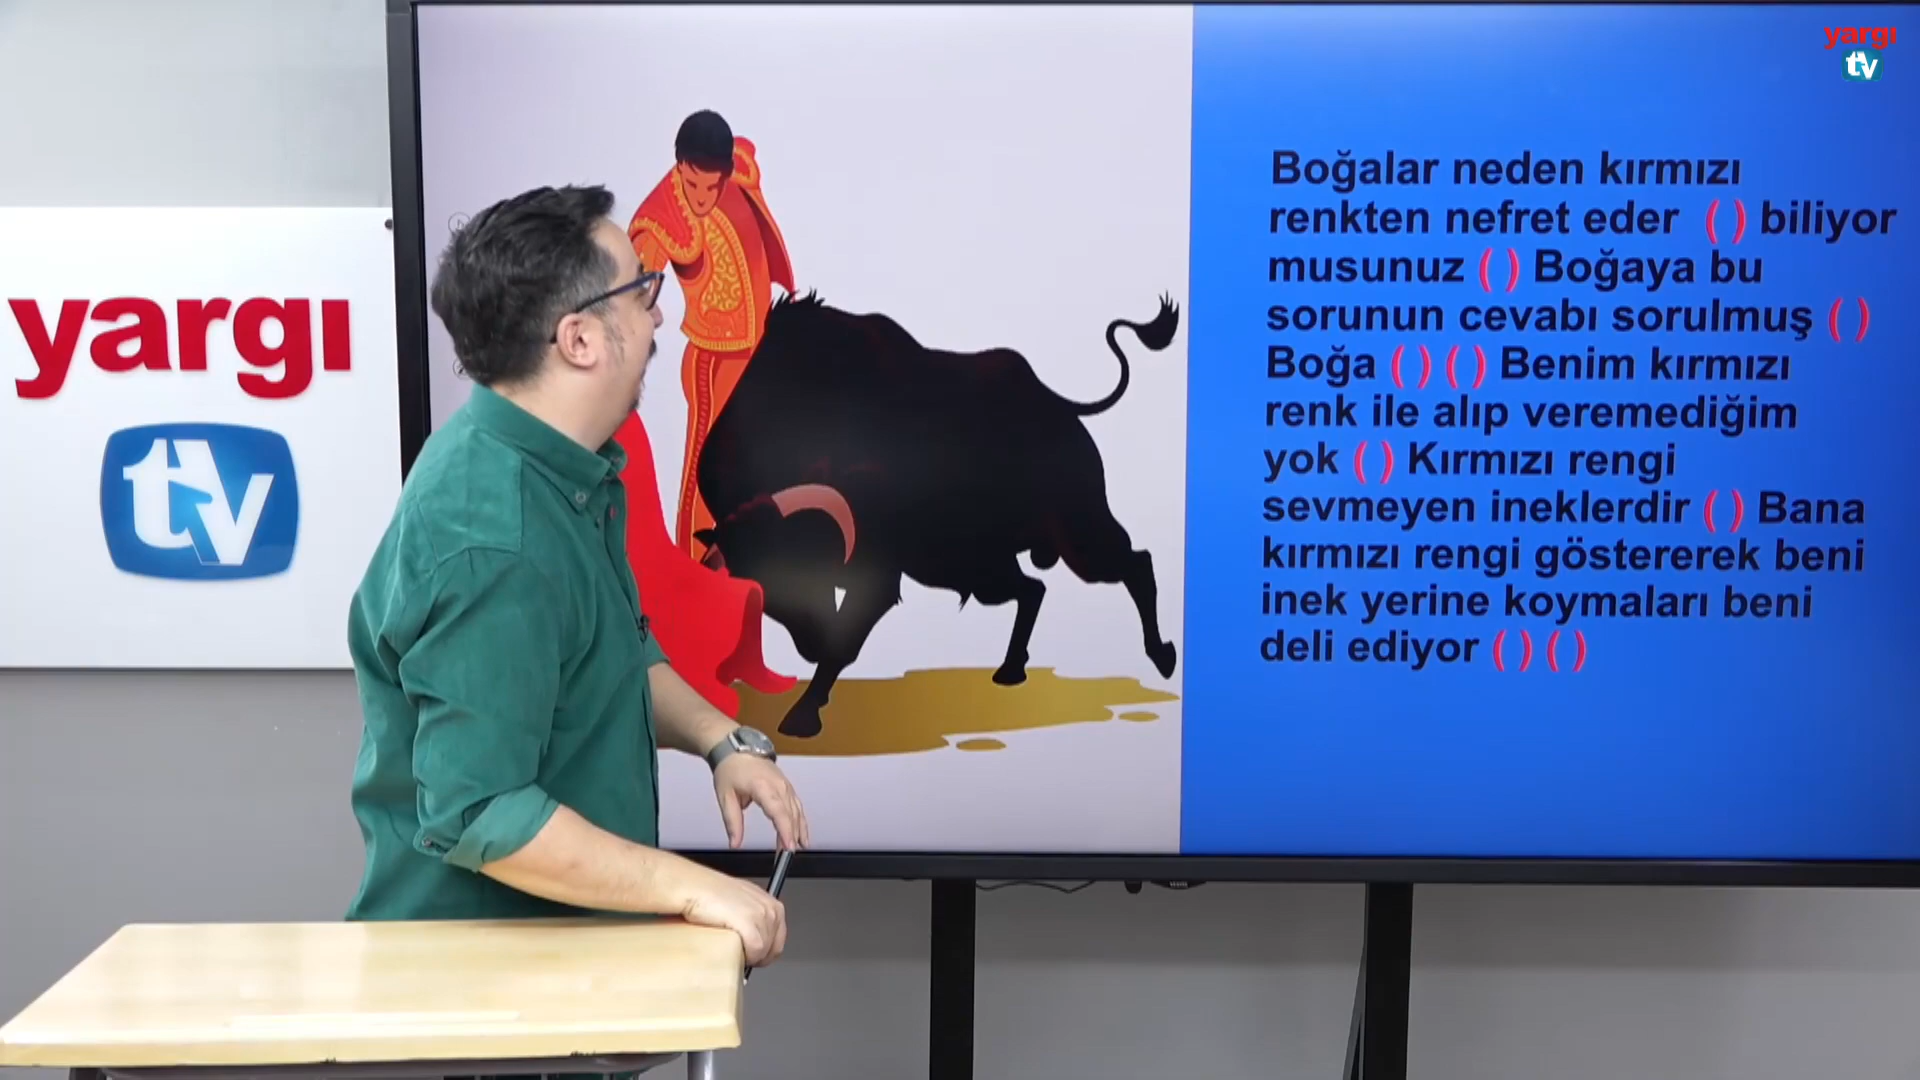 yargı
tv
yargı
tv
Boğalar neden kırmızı
renkten nefret eder ( ) biliyor
musunuz ( ) Boğaya bu
sorunun cevabı sorulmuş ( )
Boğa ( ) ( ) Benim kırmızı
renk ile alıp veremediğim
yok ( ) Kırmızı rengi
sevmeyen ineklerdir ( ) Bana
kırmızı rengi göstererek beni
inek yerine koymaları beni
deli ediyor ( ) ( )